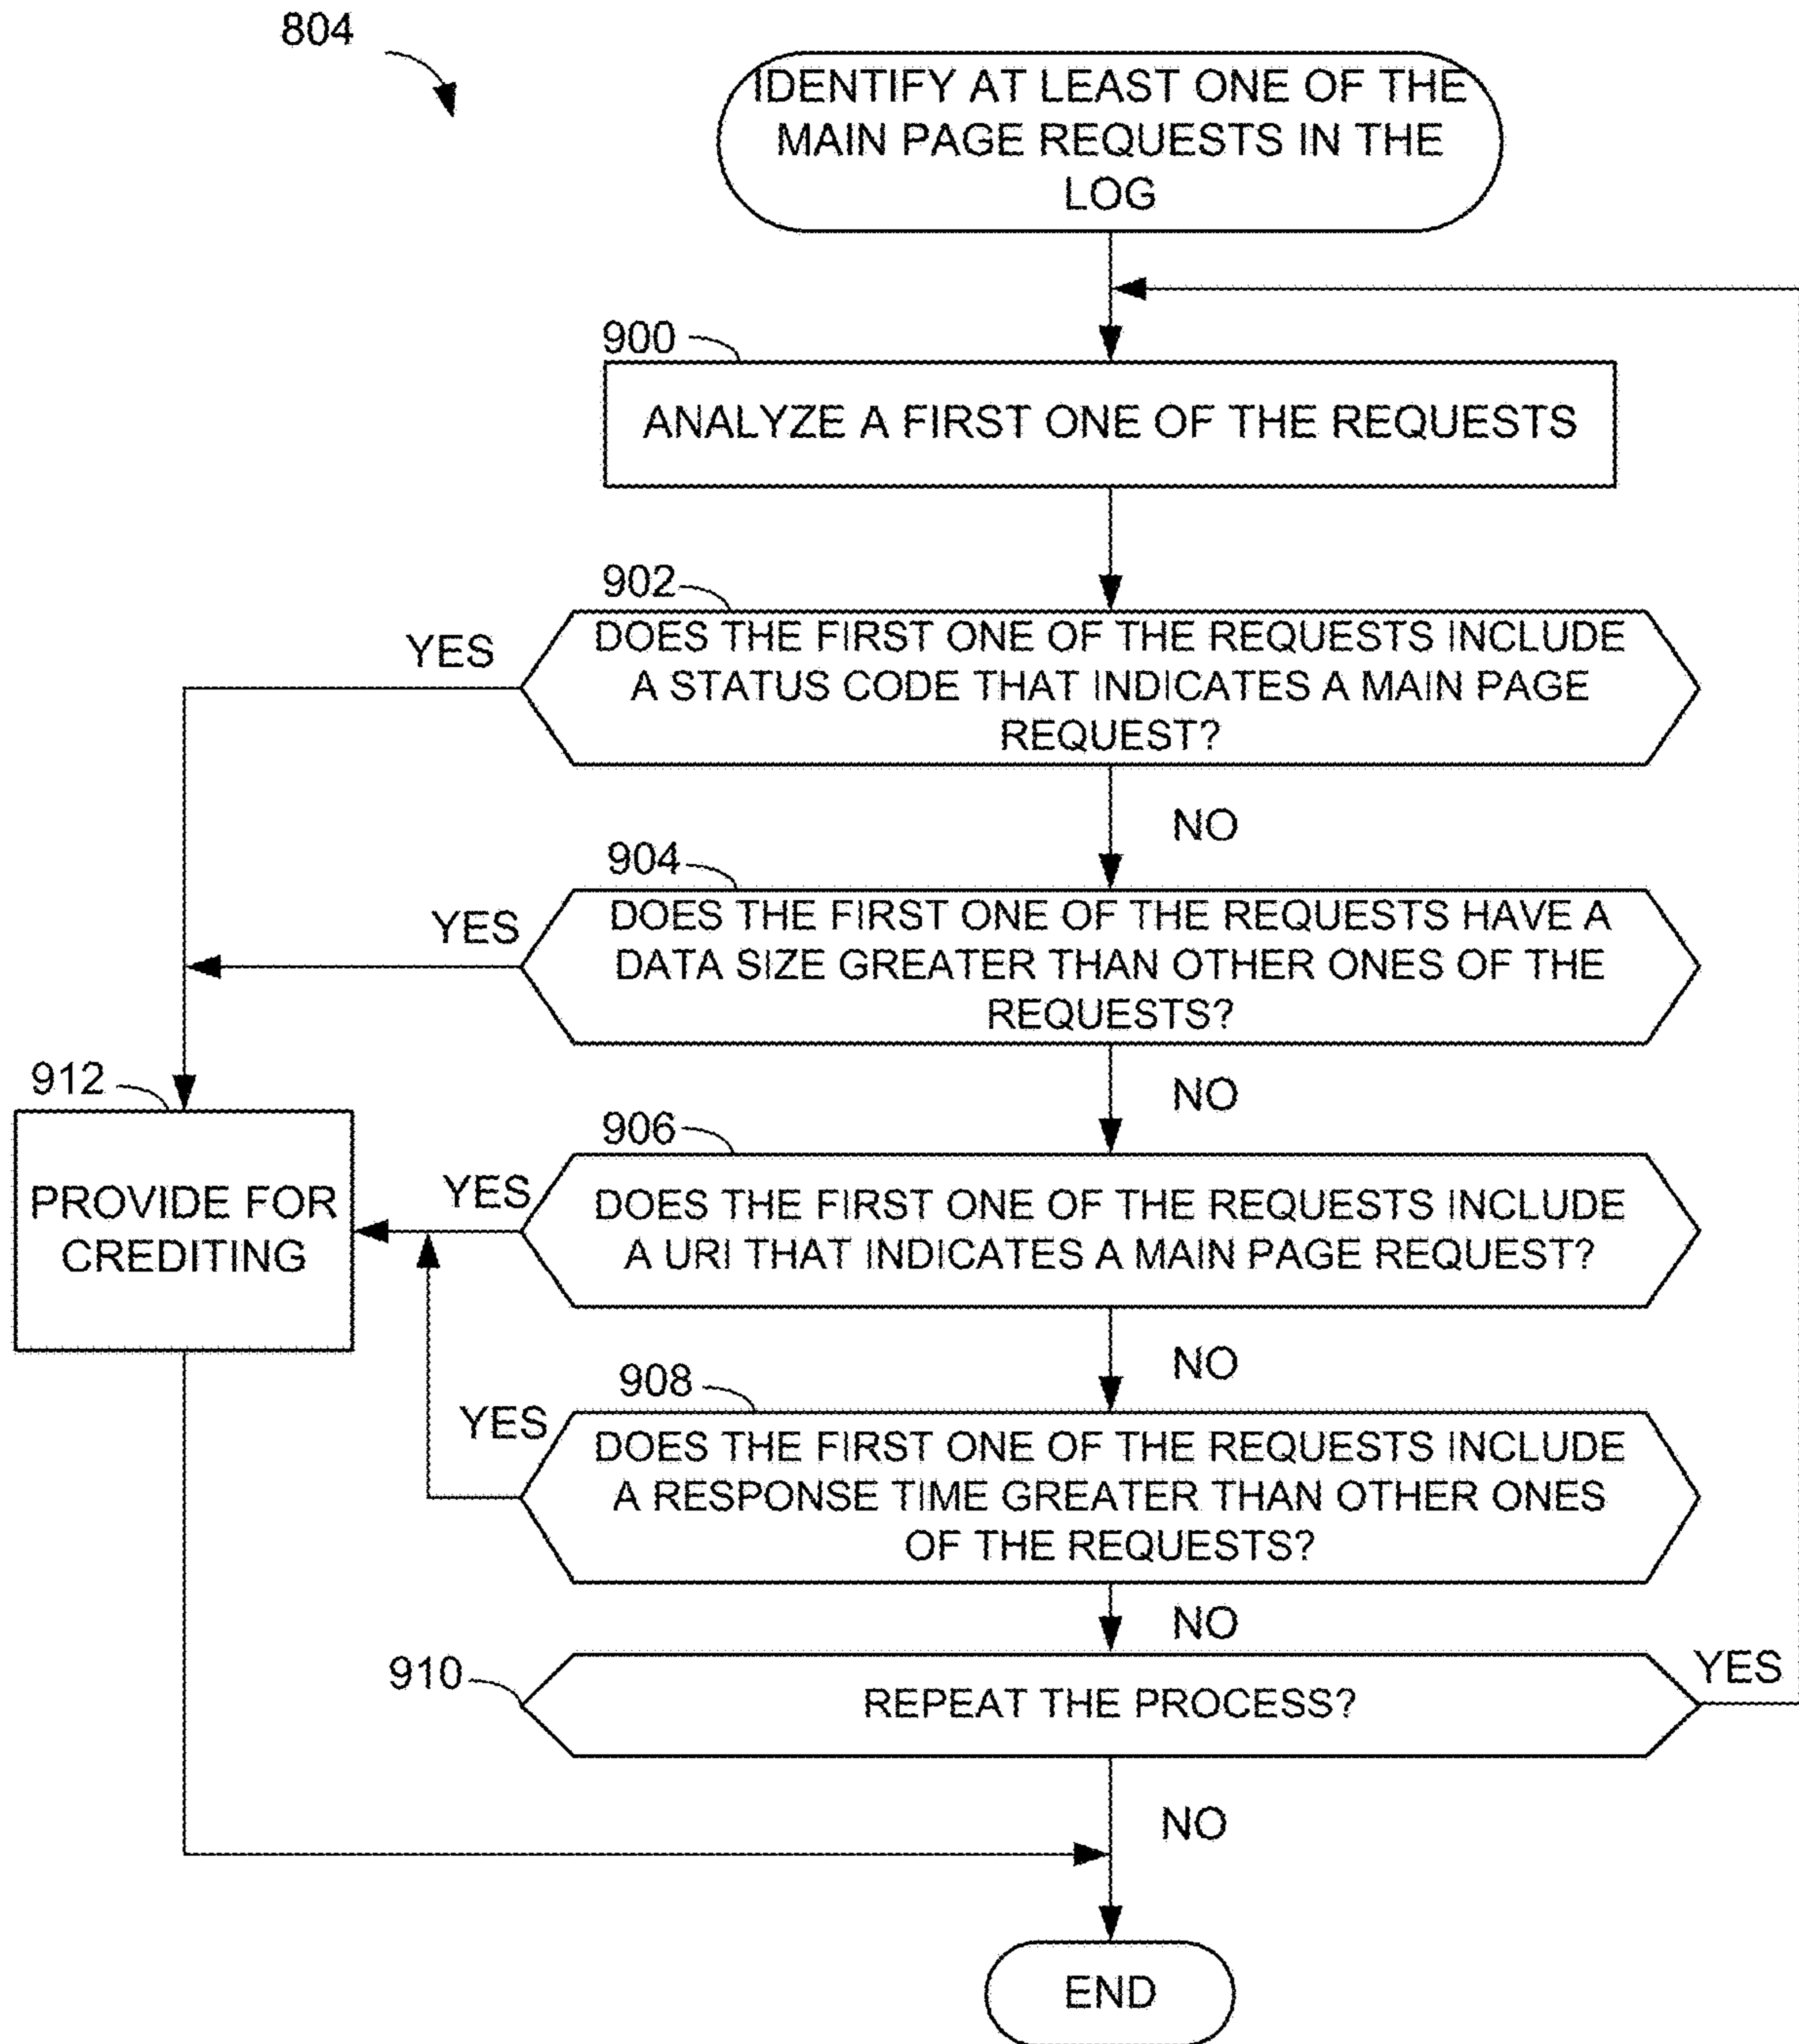 804
IDENTIFY AT LEAST ONE OF THE
MAIN PAGE REQUESTS IN THE
LOG
900
ANALYZE A FIRST ONE OF THE REQUESTS
902
YES
DOES THE FIRST ONE OF THE REQUESTS INCLUDE
A STATUS CODE THAT INDICATES A MAIN PAGE
REQUEST?
NO
904
YES
DOES THE FIRST ONE OF THE REQUESTS HAVE A
DATA SIZE GREATER THAN OTHER ONES OF THE
REQUESTS?
NO
912
PROVIDE FOR
CREDITING
906
YES
DOES THE FIRST ONE OF THE REQUESTS INCLUDE
A URI THAT INDICATES A MAIN PAGE REQUEST?
NO
908
YES
DOES THE FIRST ONE OF THE REQUESTS INCLUDE
A RESPONSE TIME GREATER THAN OTHER ONES
OF THE REQUESTS?
NO
910
REPEAT THE PROCESS?
YES
NO
END